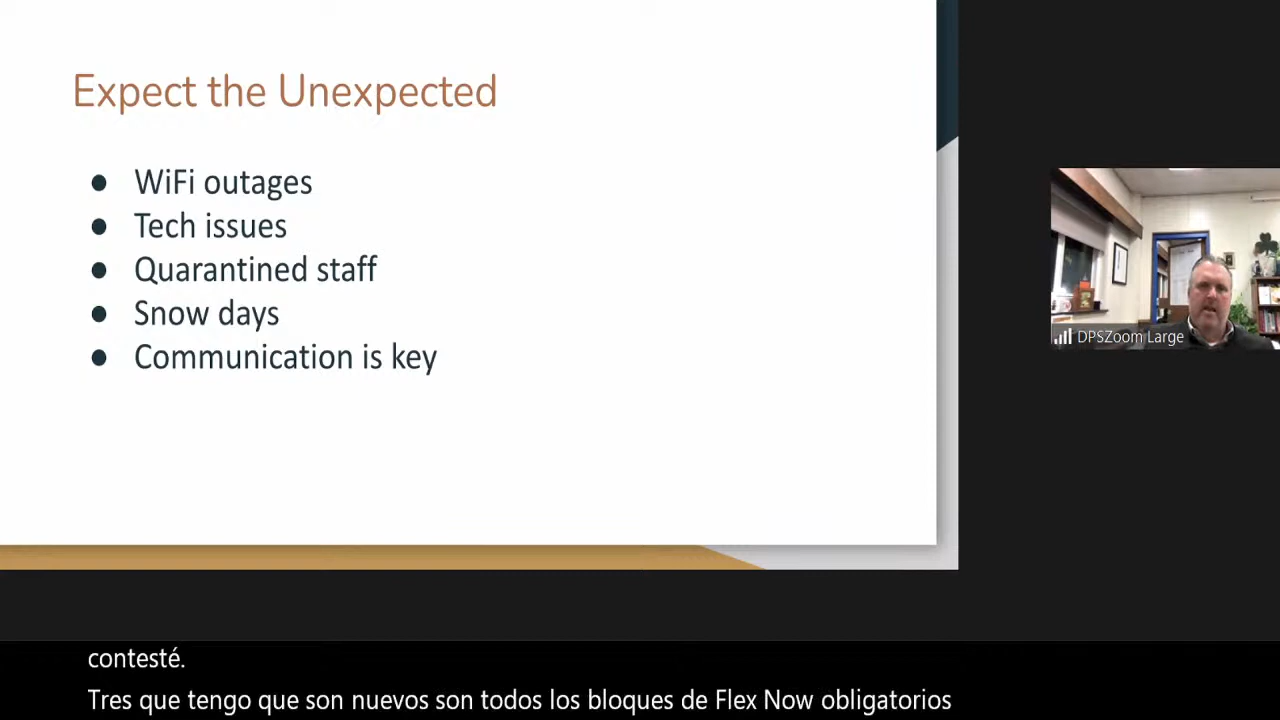 Expect the Unexpected
● WiFi outages
● Tech issues
● Quarantined staff
● Snow days
● Communication is key
DPSZoom Large
contesté.
Tres que tengo que son nuevos son todos los bloques de Flex Now obligatorios